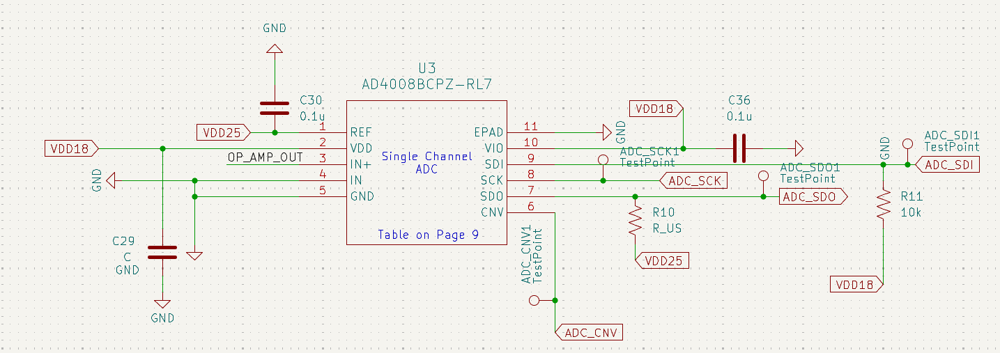 GND
U3
AD4008BCPZ-RL7
C30
0.1u
VDD25
1
REF
VDD18
2
VDD
OP_AMP_OUT
3
IN+
GND
4
IN
5
GND
Single Channel
ADC
Table on Page 9
EPAD
11
GND
VIO
10
SDI
9
SCK
8
SDO
7
CNV
6
VDD18
C36
0.1u
ADC_SCK1
TestPoint
ADC_SCK
ADC_SDO1
TestPoint
ADC_SDO
GND
ADC_SDI1
TestPoint
ADC_SDI
R11
10k
VDD18
R10
R_US
VDD25
ADC_CNV1
TestPoint
ADC_CNV
C29
C
GND
GND